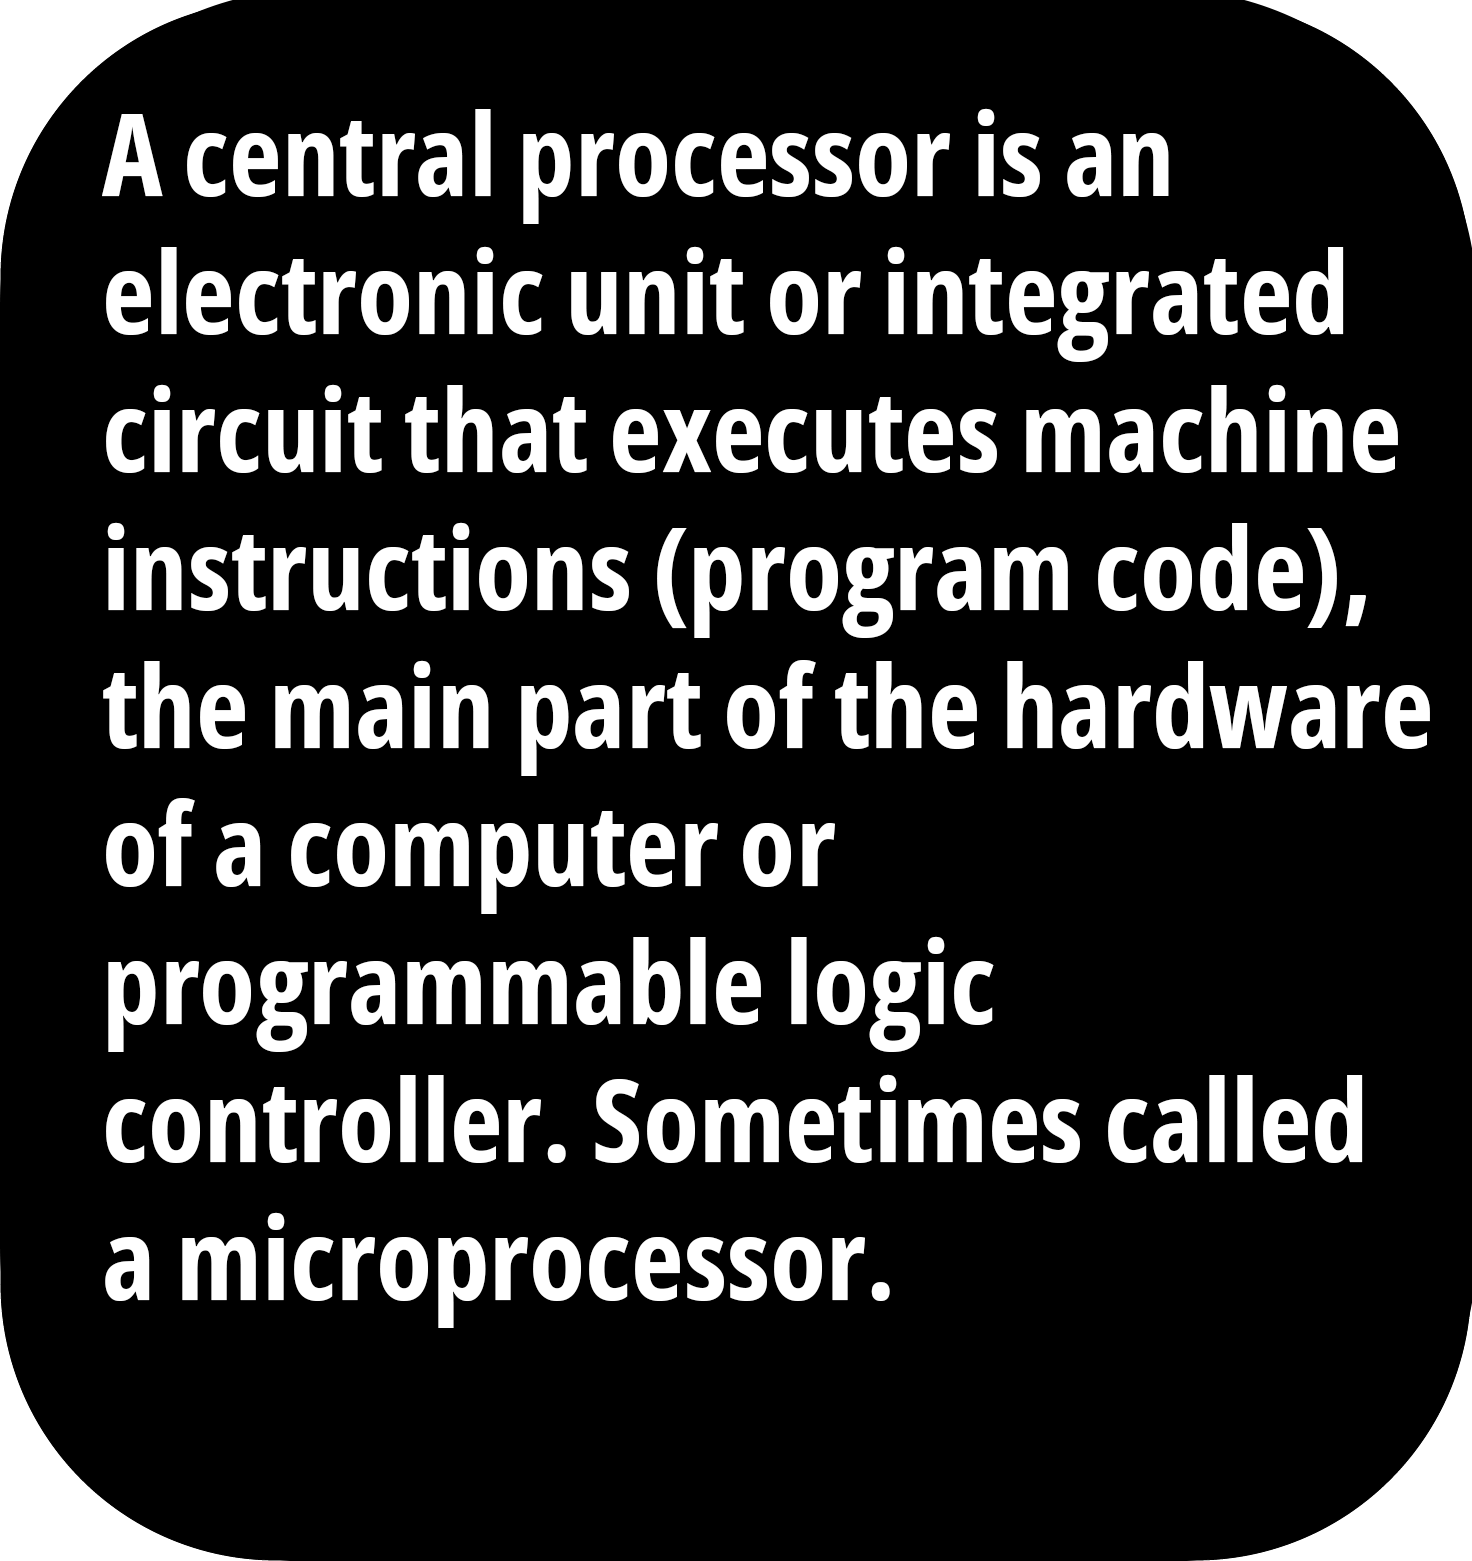 A central processor is an
electronic unit or integrated
circuit that executes machine
instructions (program code),
the main part of the hardware
of a computer or
programmable logic
controller. Sometimes called
a microprocessor.